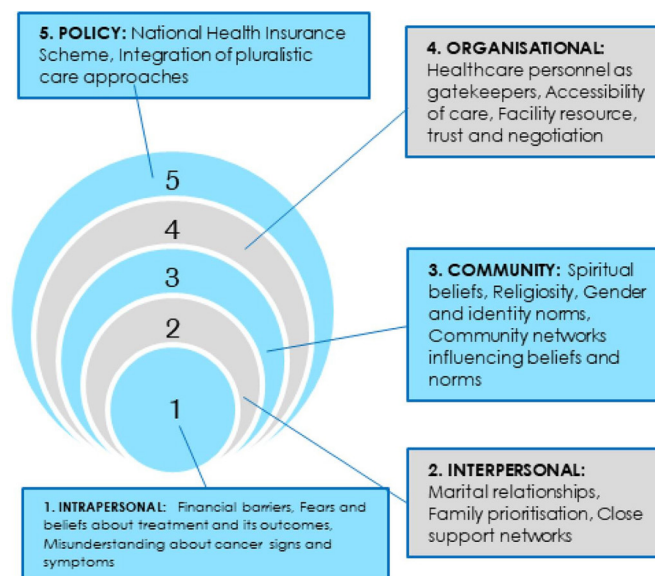 5. POLICY: National Health Insurance
Scheme, Integration of pluralistic
care approaches
4. ORGANISATIONAL:
Healthcare personnel as
gatekeepers, Accessibility
of care, Facility resource,
trust and negotiation
5
4
3
2
1
3. COMMUNITY: Spiritual
beliefs, Religiosity, Gender
and identity norms,
Community networks
influencing beliefs and
norms
2. INTERPERSONAL:
Marital relationships,
Family prioritisation, Close
support networks
1. INTRAPERSONAL: Financial barriers, Fears and
beliefs about treatment and its outcomes,
Misunderstanding about cancer signs and
symptoms